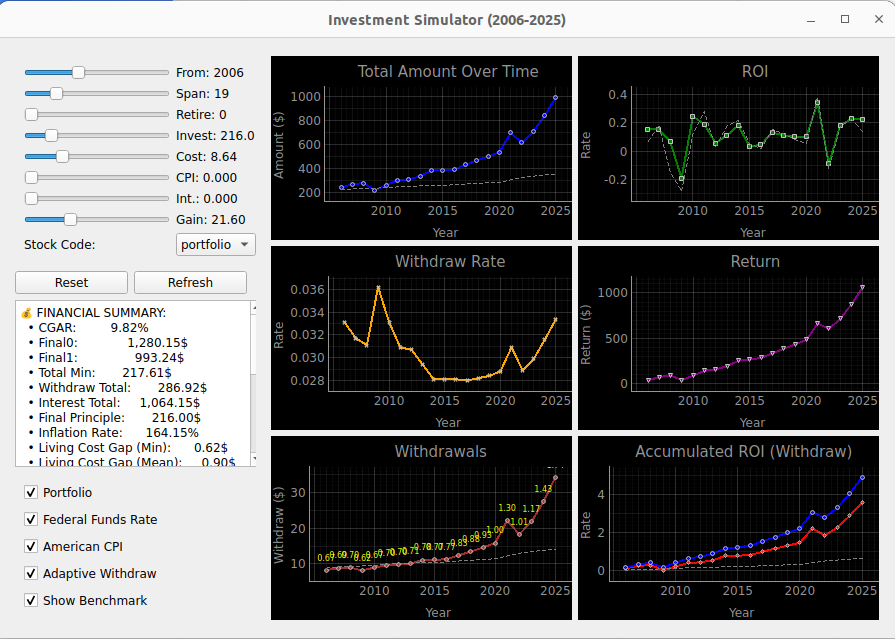 Investment Simulator (2006-2025)
From: 2006
Span: 19
Retire: 0
Invest: 216.0
Cost: 8.64
CPI: 0.000
Int.: 0.000
Gain: 21.60
Stock Code: portfolio
Reset Refresh
💰 FINANCIAL SUMMARY:
• CGAR: 9.82%
• Final0: 1,280.15$
• Final1: 993.24$
• Total Min: 217.61$
• Withdraw Total: 286.92$
• Interest Total: 1,064.15$
• Final Principle: 216.00$
• Inflation Rate: 164.15%
• Living Cost Gap (Min): 0.62$
• Living Cost Gap (Mean): 0.90$
Portfolio
Federal Funds Rate
American CPI
Adaptive Withdraw
Show Benchmark
Total Amount Over Time
Amount ($)
1000
800
600
400
200
2010 2015 2020 2025
Year
ROI
Rate
0.4
0.2
0
-0.2
2010 2015 2020 2025
Year
Withdraw Rate
Rate
0.036
0.034
0.032
0.030
0.028
2010 2015 2020 2025
Year
Return
Return ($)
1000
500
0
2010 2015 2020 2025
Year
Withdrawals
Withdraw ($)
30
20
10
0.67 0.69 0.70 0.62 0.67 0.70 0.70 0.71 0.78 0.77 0.77 0.83 0.88 0.93 1.00 1.30 1.01 1.17 1.43
2010 2015 2020 2025
Year
Accumulated ROI (Withdraw)
Rate
4
2
0
2010 2015 2020 2025
Year